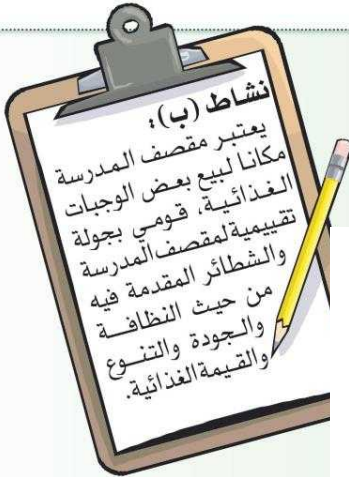 نشاط (ب):
يعتبر مقصف المدرسة
مكانا لبيع بعض الوجبات
الغذائية، قومي بجولة
تقييمية لمقصف المدرسة
والشطائر المقدمة فيه
من حيث النظافة
والجودة والتنوع
والقيمة الغذائية.